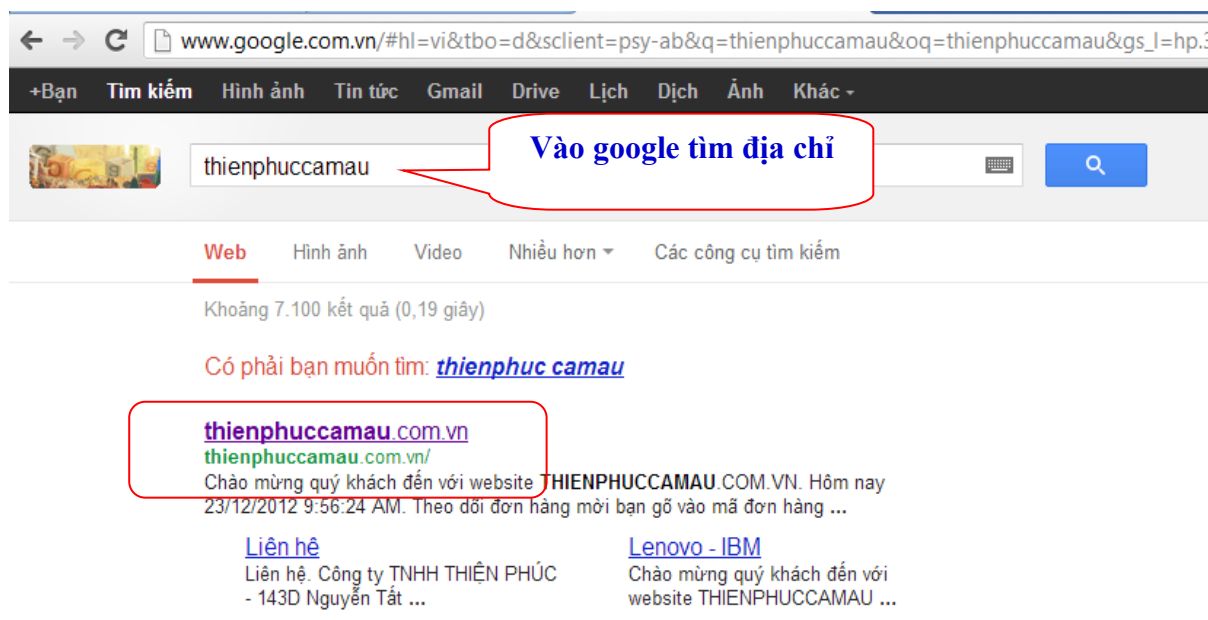 www.google.com.vn/#hl=vi&tbo=d&sclient=psy-ab&q=thienphuccamau&oq=thienphuccamau&gs_l=hp.3
+Bạn Tìm kiếm Hình ảnh Tin tức Gmail Drive Lịch Dịch Ảnh Khác
Vào google tìm địa chỉ
thienphuccamau
Web Hình ảnh Video Nhiều hơn Các công cụ tìm kiếm
Khoảng 7.100 kết quả (0,19 giây)
Có phải bạn muốn tìm: thienphuc camau
thienphuccamau.com.vn
thienphuccamau.com.vn/
Chào mừng quý khách đến với website THIENPHUCCAMAU.COM.VN. Hôm nay
23/12/2012 9:56:24 AM. Theo dõi đơn hàng mời bạn gõ vào mã đơn hàng ...
Liên hê Lenovo - IBM
Liên hệ. Công ty TNHH THIỆN PHÚC Chào mừng quý khách đến với
- 143D Nguyễn Tất ... website THIENPHUCCAMAU ...